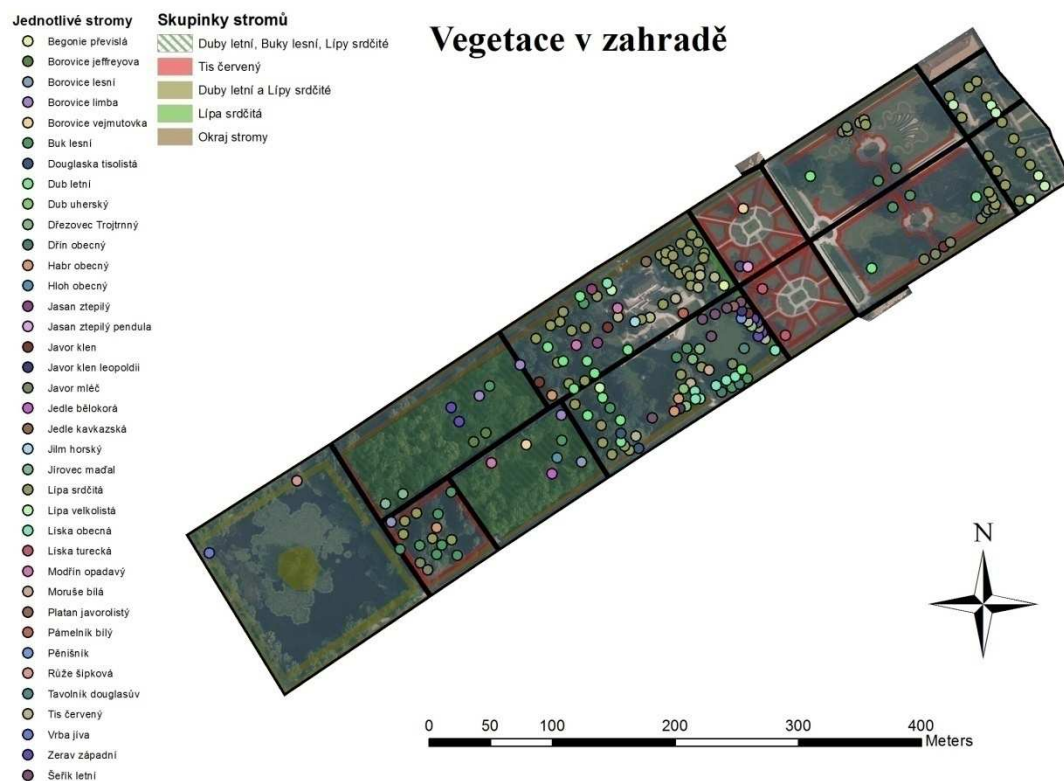 Vegetace v zahradě
Jednotlivé stromy
Begonie převislá
Borovice jeffreyova
Borovice lesní
Borovice limba
Borovice vejmutovka
Buk lesní
Douglaska tisolistá
Dub letní
Dub uherský
Dřezovec Trojtrnný
Dřín obecný
Habr obecný
Hloh obecný
Jasan ztepilý
Jasan ztepilý pendula
Javor klen
Javor klen leopoldii
Javor mléč
Jedle bělokorá
Jedle kavkazská
Jilm horský
Jírovec maďal
Lípa srdčitá
Lípa velkolistá
Líska obecná
Líska turecká
Modřín opadavý
Moruše bílá
Platan javorolistý
Pámelník bílý
Pěnišník
Růže šípková
Tavolník douglasův
Tis červený
Vrba jíva
Zerav západní
Šeřík letní
Skupinky stromů
Duby letní, Buky lesní, Lípy srdčité
Tis červený
Duby letní a Lípy srdčité
Lípa srdčitá
Okraj stromy
N
0 50 100 200 300 400
Meters